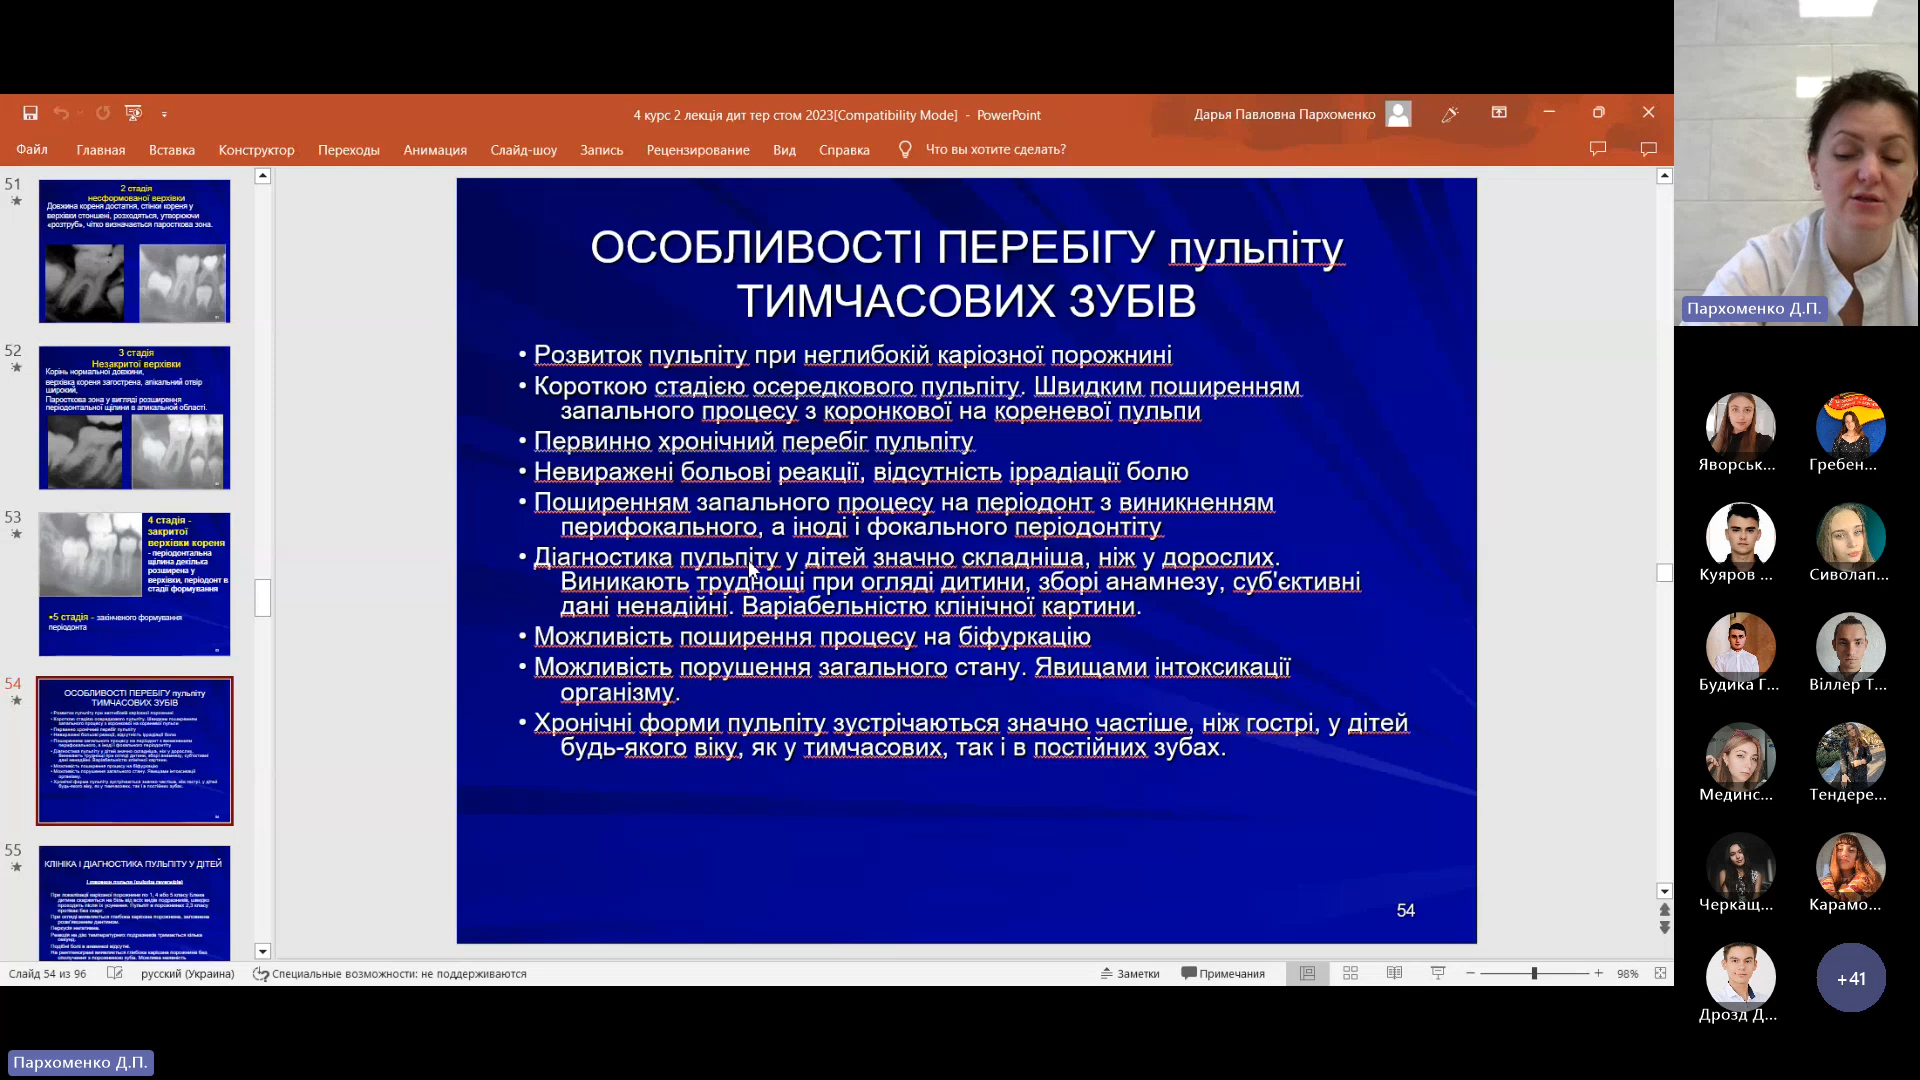 4 курс 2 лекція дит тер стом 2023[Compatibility Mode] - PowerPoint
Дарья Павловна Пархоменко
Файл Главная Вставка Конструктор Переходы Анимация Слайд-шоу Запись Рецензирование Вид Справка Что вы хотите сделать?
51
2 стадія
несформованої верхівки
Довжина кореня достатня, стінки кореня у
верхівки стоншені, розходяться, утворюючи
«розтруб», чітко визначається паросткова зона.
52
3 стадія
Незакритої верхівки
Корінь нормальної довжини,
верхівка кореня загострена, апікальний отвір
широкий,
Паросткова зона у вигляді розширення
періодонтальної щілини в апикальной області.
53
4 стадія -
закритої
верхівки кореня
- періодонтальна
щілина декілька
розширена у
верхівки, періодонт в
стадії формування
•5 стадія - закінченого формування
періодонта
54
ОСОБЛИВОСТІ ПЕРЕБІГУ пульпіту
ТИМЧАСОВИХ ЗУБІВ
55
КЛІНІКА І ДІАГНОСТИКА ПУЛЬПІТУ У ДІТЕЙ
ОСОБЛИВОСТІ ПЕРЕБІГУ пульпіту
ТИМЧАСОВИХ ЗУБІВ
• Розвиток пульпіту при неглибокій каріозної порожнині
• Короткою стадією осередкового пульпіту. Швидким поширенням
запального процесу з коронкової на кореневої пульпи
• Первинно хронічний перебіг пульпіту
• Невиражені больові реакції, відсутність іррадіації болю
• Поширенням запального процесу на періодонт з виникненням
перифокального, а іноді і фокального періодонтіту
• Діагностика пульпіту у дітей значно складніша, ніж у дорослих.
Виникають труднощі при огляді дитини, зборі анамнезу, суб'єктивні
дані ненадійні. Варіабельністю клінічної картини.
• Можливість поширення процесу на біфуркацію
• Можливість порушення загального стану. Явищами інтоксикації
організму.
• Хронічні форми пульпіту зустрічаються значно частіше, ніж гострі, у дітей
будь-якого віку, як у тимчасових, так і в постійних зубах.
54
Слайд 54 из 96 русский (Украина) Специальные возможности: не поддерживаются Заметки Примечания 98%
Пархоменко Д.П.
Яворськ... Гребен...
Куяров ... Сиволап...
Будика Г... Віллер Т...
Мединс... Тендере...
Черкащ... Карамо...
Дрозд Д... +41
Пархоменко Д.П.